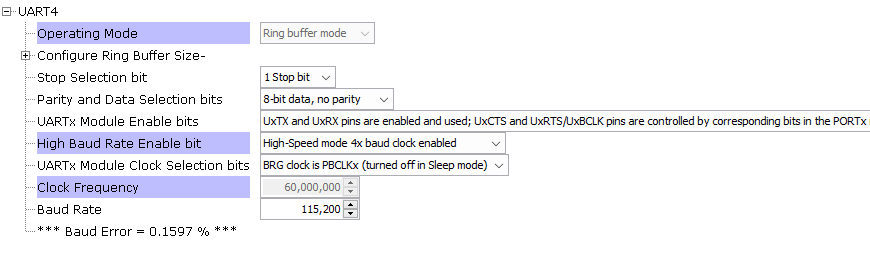 UART4
Operating Mode Ring buffer mode
Configure Ring Buffer Size-
Stop Selection bit 1 Stop bit
Parity and Data Selection bits 8-bit data, no parity
UARTx Module Enable bits UxTX and UxRX pins are enabled and used; UxCTS and UxRTS/UxBCLK pins are controlled by corresponding bits in the PORTx
High Baud Rate Enable bit High-Speed mode 4x baud clock enabled
UARTx Module Clock Selection bits BRG clock is PBCLKx (turned off in Sleep mode)
Clock Frequency 60,000,000
Baud Rate 115,200
*** Baud Error = 0.1597 % ***